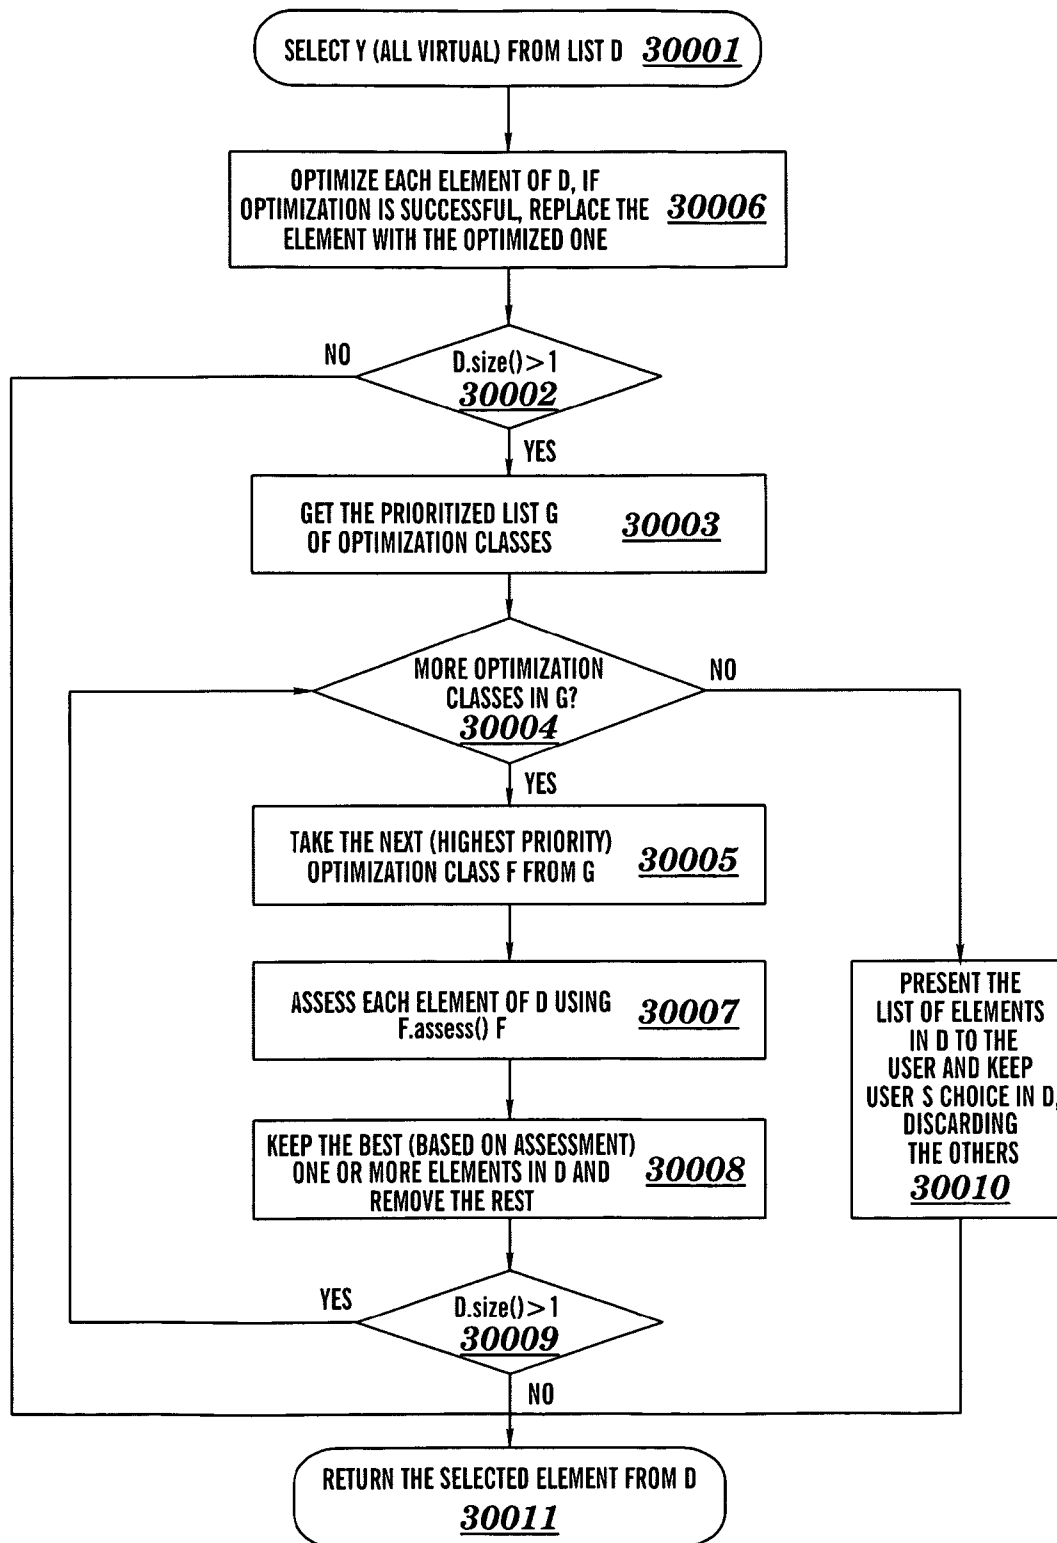 SELECT Y (ALL VIRTUAL) FROM LIST D 30001
OPTIMIZE EACH ELEMENT OF D, IF
OPTIMIZATION IS SUCCESSFUL, REPLACE THE 30006
ELEMENT WITH THE OPTIMIZED ONE
NO
D.size()>1
30002
YES
GET THE PRIORITIZED LIST G
OF OPTIMIZATION CLASSES 30003
MORE OPTIMIZATION
CLASSES IN G?
30004
NO
YES
TAKE THE NEXT (HIGHEST PRIORITY)
OPTIMIZATION CLASS F FROM G 30005
ASSESS EACH ELEMENT OF D USING
F.assess() F 30007
KEEP THE BEST (BASED ON ASSESSMENT)
ONE OR MORE ELEMENTS IN D AND 30008
REMOVE THE REST
PRESENT THE
LIST OF ELEMENTS
IN D TO THE
USER AND KEEP
USER S CHOICE IN D,
DISCARDING
THE OTHERS
30010
YES
D.size()>1
30009
NO
RETURN THE SELECTED ELEMENT FROM D
30011